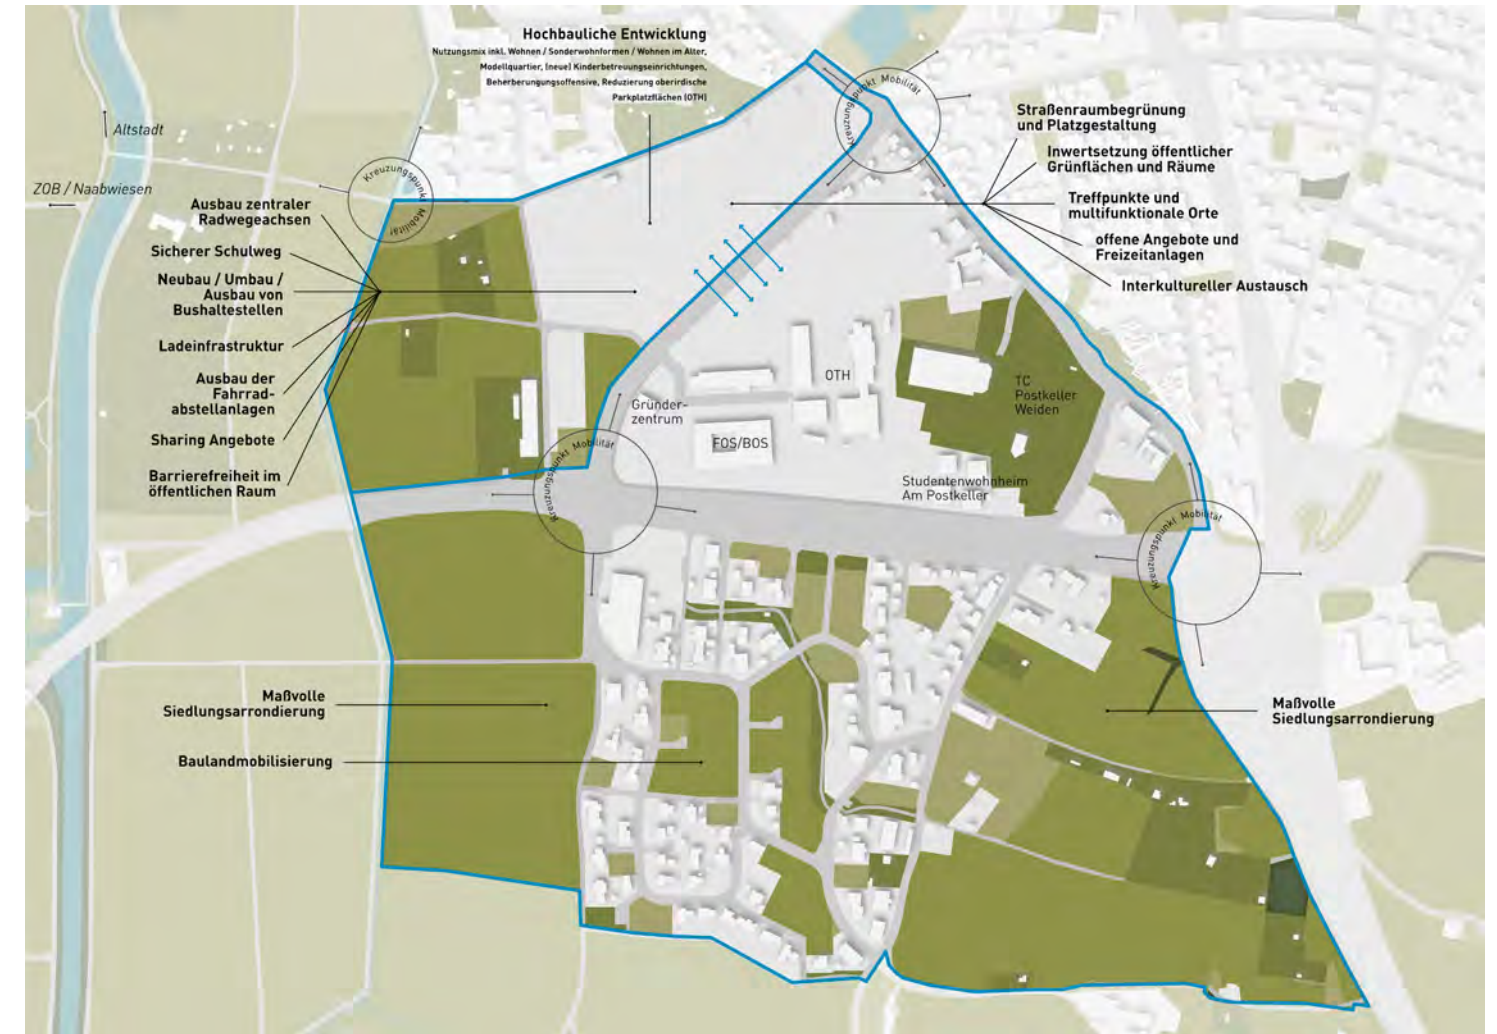 Hochbauliche Entwicklung
Nutzungsmix inkl. Wohnen / Sonderwohnformen / Wohnen im Alter,
Modellquartier, (neue) Kinderbetreuungseinrichtungen,
Beherberungungsoffensive, Reduzierung oberirdische
Parkplatzflächen (OTH)
Kreuzungspunkt Mobilität
Straßenraumbegrünung
und Platzgestaltung
Inwertsetzung öffentlicher
Grünflächen und Räume
Treffpunkte und
multifunktionale Orte
offene Angebote und
Freizeitanlagen
Interkultureller Austausch
Altstadt
ZOB / Naabwiesen
Kreuzungspunkt Mobilität
Ausbau zentraler
Radwegeachsen
Sicherer Schulweg
Neubau / Umbau /
Ausbau von
Bushaltestellen
Ladeinfrastruktur
Ausbau der
Fahrrad-
abstellanlagen
Sharing Angebote
Barrierefreiheit im
öffentlichen Raum
Gründer-
zentrum
OTH
FOS/BOS
TC
Postkeller
Weiden
Studentenwohnheim
Am Postkeller
Kreuzungspunkt Mobilität
Kreuzungspunkt Mobilität
Maßvolle
Siedlungsarrondierung
Baulandmobilisierung
Maßvolle
Siedlungsarrondierung